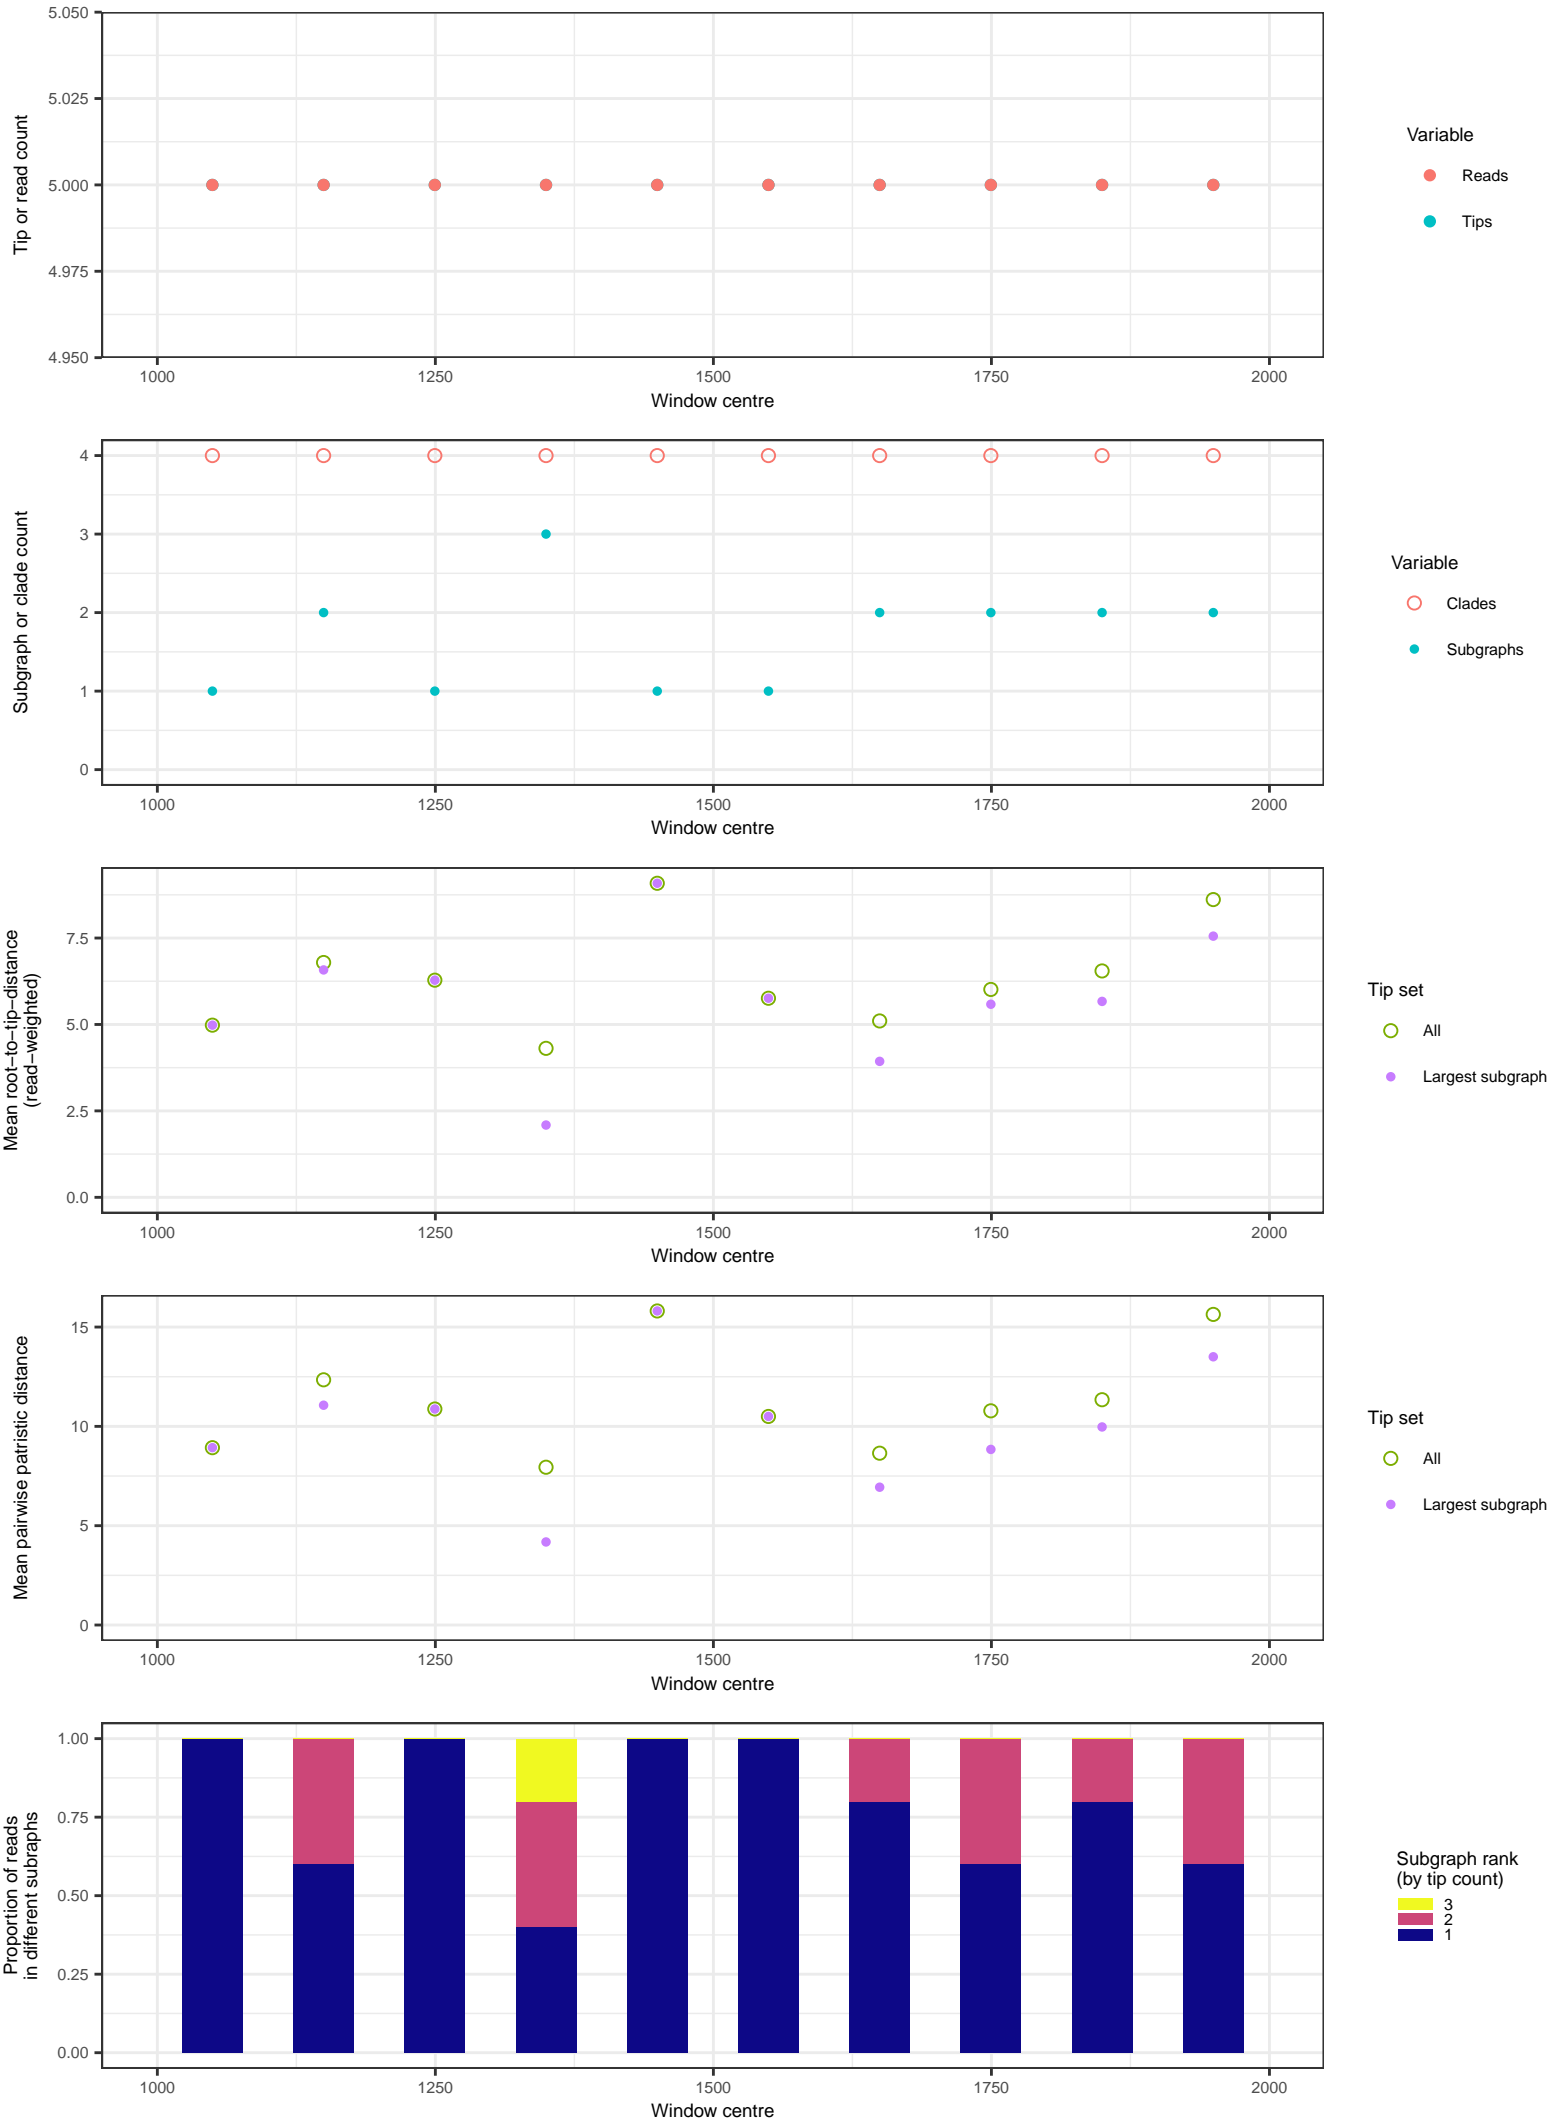 5.050
5.025
5.000
4.975
4.950
Tip or read count
1000 1250 1500 1750 2000
Window centre
Variable
Reads
Tips
4
3
2
1
0
Subgraph or clade count
1000 1250 1500 1750 2000
Window centre
Variable
Clades
Subgraphs
7.5
5.0
2.5
0.0
Mean root−to−tip−distance
(read−weighted)
1000 1250 1500 1750 2000
Window centre
Tip set
All
Largest subgraph
15
10
5
0
Mean pairwise patristic distance
1000 1250 1500 1750 2000
Window centre
Tip set
All
Largest subgraph
1.00
0.75
0.50
0.25
0.00
Proportion of reads
in different subraphs
1000 1250 1500 1750 2000
Window centre
Subgraph rank
(by tip count)
3
2
1